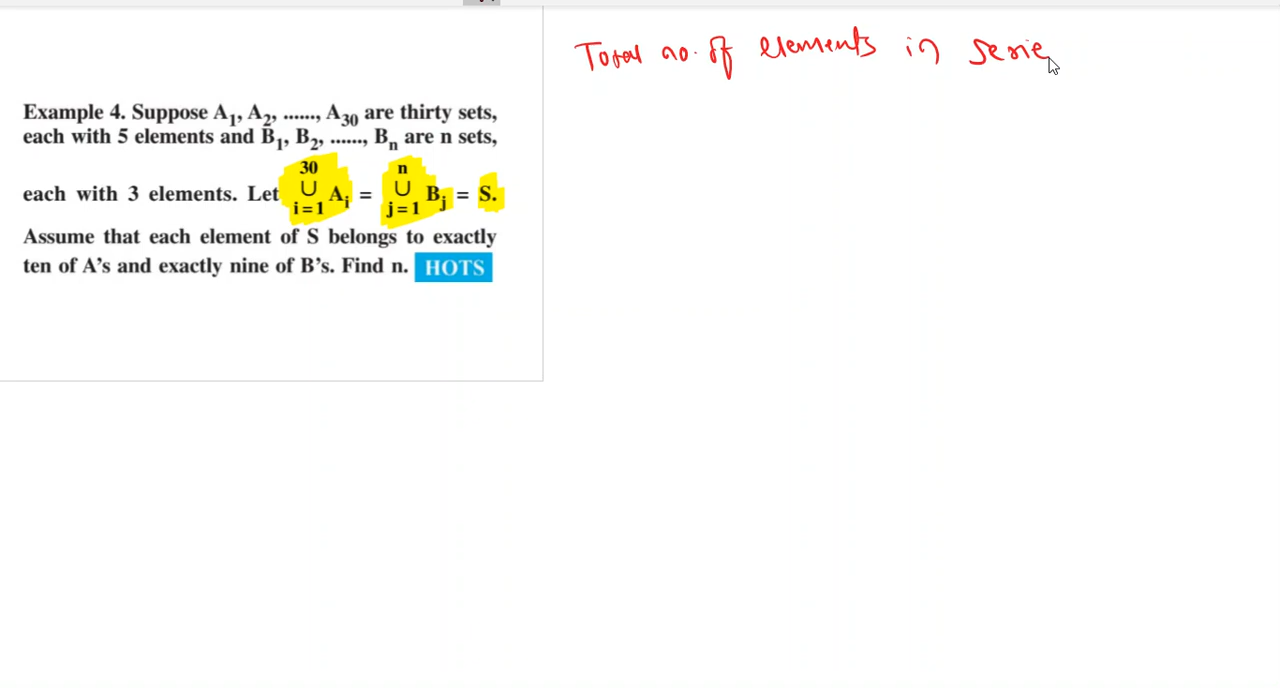 Total no. of elements in serie
Example 4. Suppose A₁, A₂, ......, A₃₀ are thirty sets,
each with 5 elements and B₁, B₂, ......, Bₙ are n sets,
each with 3 elements. Let ⋃_{i=1}^{30} Aᵢ = ⋃_{j=1}^{n} Bⱼ = S.
Assume that each element of S belongs to exactly
ten of A's and exactly nine of B's. Find n. HOTS